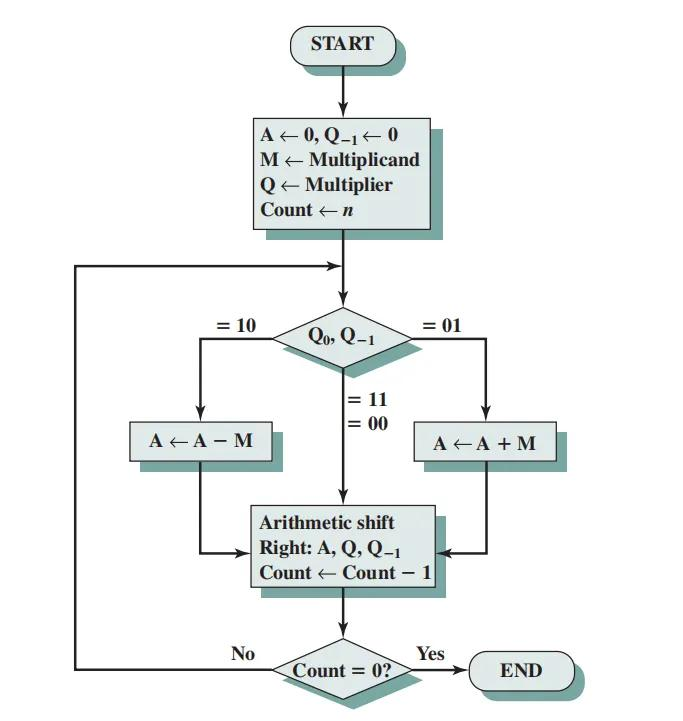 START
A ← 0, Q₋₁ ← 0
M ← Multiplicand
Q ← Multiplier
Count ← n
= 10
Q₀, Q₋₁
= 01
= 11
= 00
A ← A − M
A ← A + M
Arithmetic shift
Right: A, Q, Q₋₁
Count ← Count − 1
No
Count = 0?
Yes
END